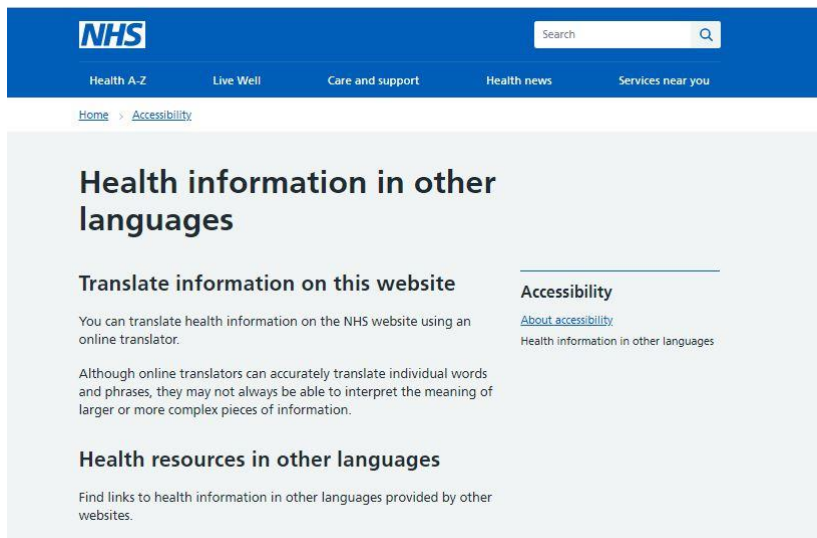 NHS
Search
Health A-Z
Live Well
Care and support
Health news
Services near you
Home > Accessibility
Health information in other
languages
Translate information on this website
You can translate health information on the NHS website using an
online translator.
Although online translators can accurately translate individual words
and phrases, they may not always be able to interpret the meaning of
larger or more complex pieces of information.
Health resources in other languages
Find links to health information in other languages provided by other
websites.
Accessibility
About accessibility
Health information in other languages